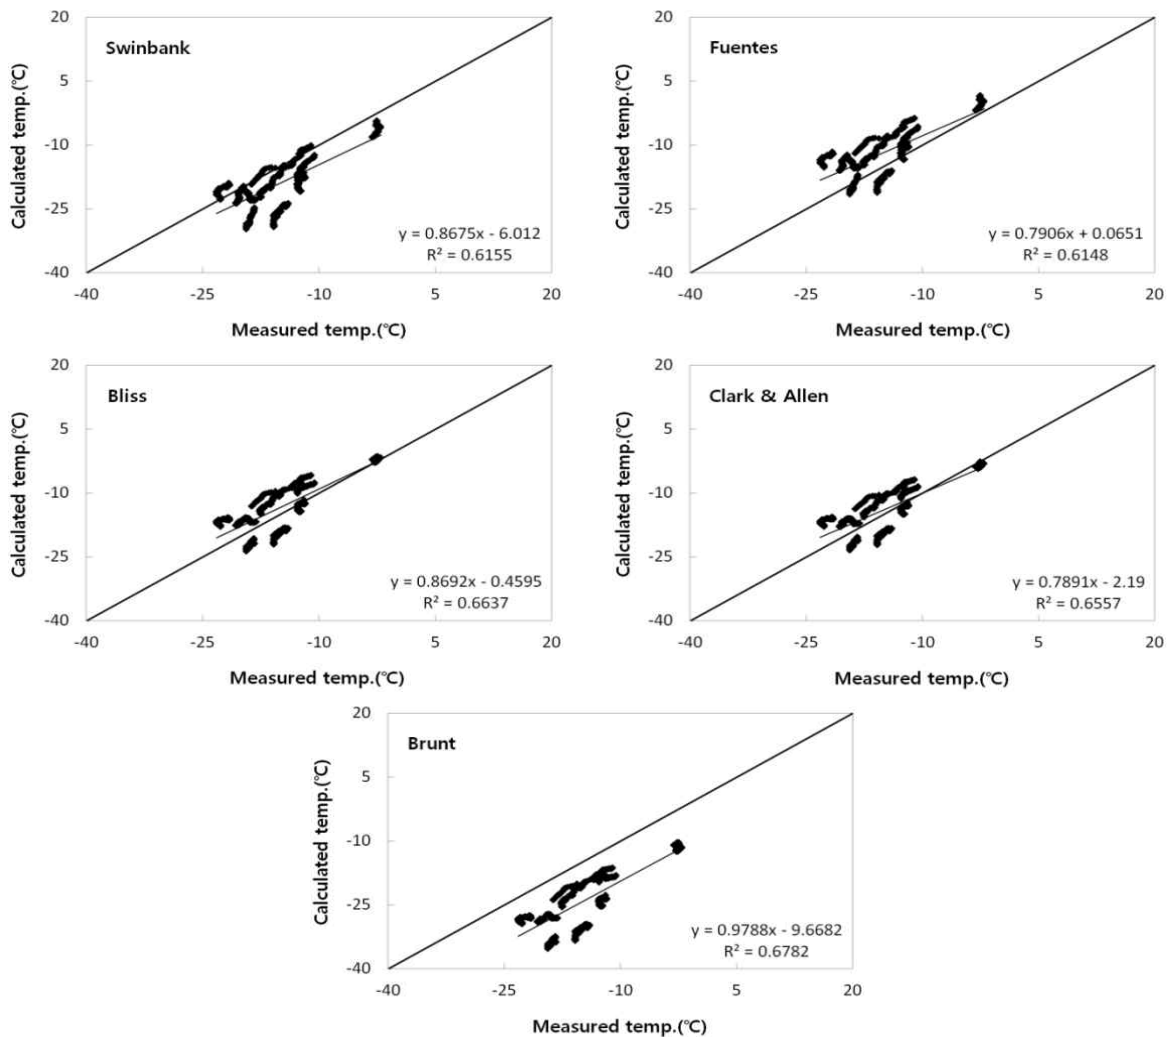 Swinbank
Calculated temp.(℃)
20
5
-10
-25
-40
y = 0.8675x - 6.012
R² = 0.6155
-40 -25 -10 5 20
Measured temp.(℃)
Fuentes
Calculated temp.(℃)
20
5
-10
-25
-40
y = 0.7906x + 0.0651
R² = 0.6148
-40 -25 -10 5 20
Measured temp.(℃)
Bliss
Calculated temp.(℃)
20
5
-10
-25
-40
y = 0.8692x - 0.4595
R² = 0.6637
-40 -25 -10 5 20
Measured temp.(℃)
Clark & Allen
Calculated temp.(℃)
20
5
-10
-25
-40
y = 0.7891x - 2.19
R² = 0.6557
-40 -25 -10 5 20
Measured temp.(℃)
Brunt
Calculated temp.(℃)
20
5
-10
-25
-40
y = 0.9788x - 9.6682
R² = 0.6782
-40 -25 -10 5 20
Measured temp.(℃)